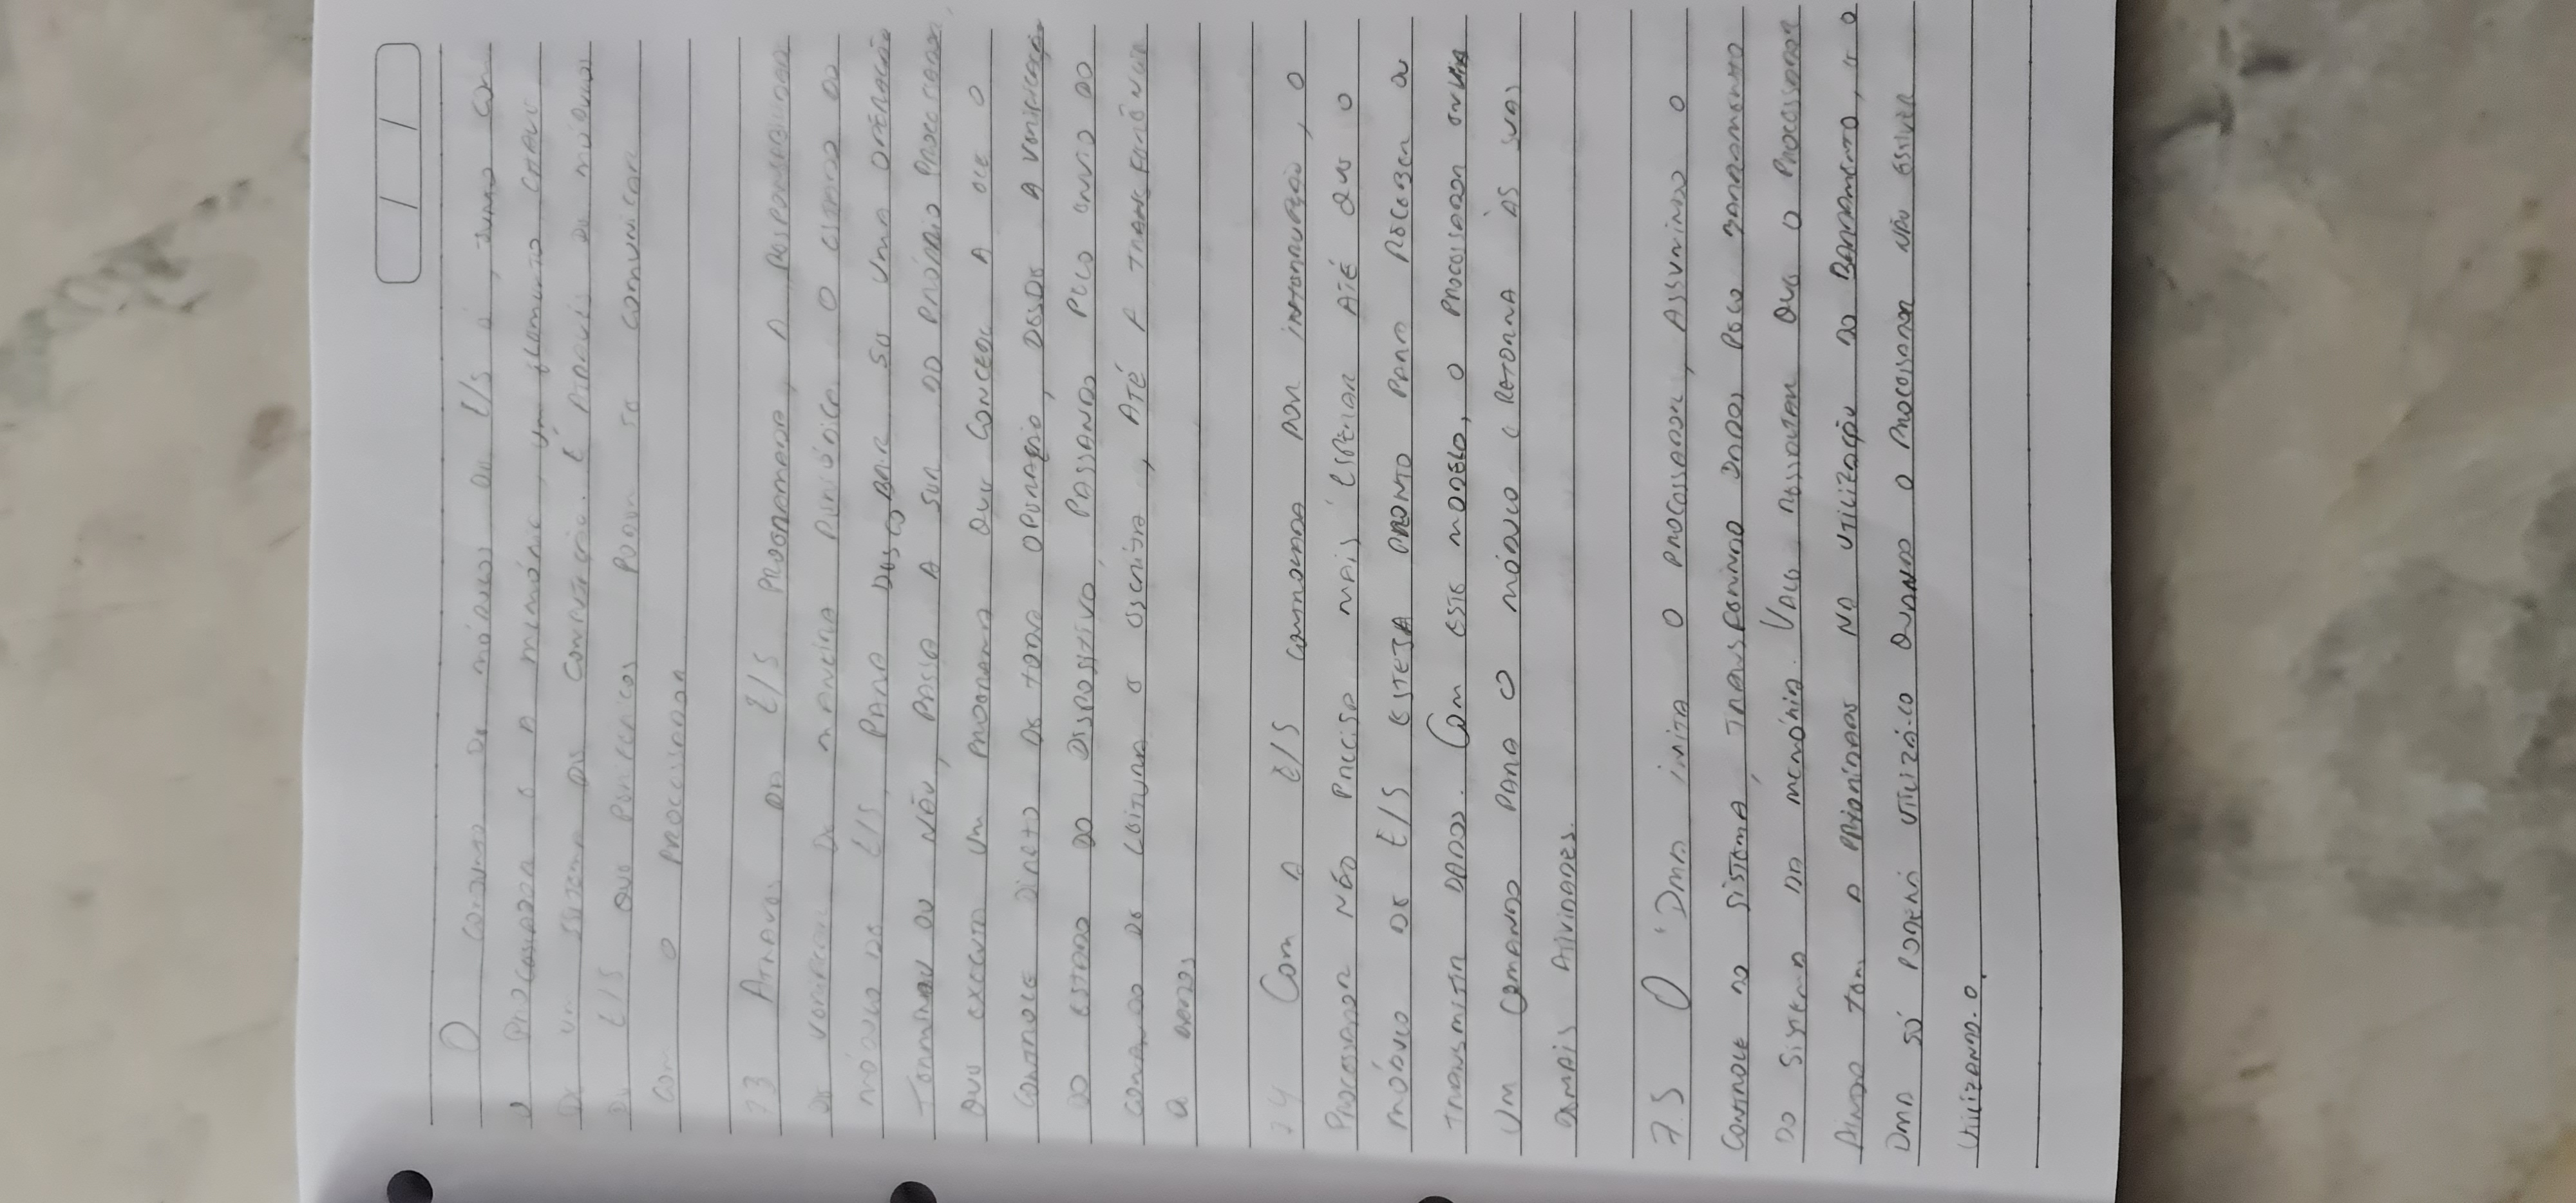 / /
O conjunto de módulos de E/S é, junto com
o processador e a memória, um elemento chave
de um sistema de computação. É através do módulos
de E/S que periféricos podem se comunicar
com o processador
7.3 Através da E/S programada, a responsabilidade
de verificar de maneira periódica o estado do
módulo de E/S, para descobrir se uma operação
terminou ou não, passa a ser do próprio processador
que executa um programa que concede a ele o
controle direto de toda operação, desde a verificação
do estado do dispositivo, passando pelo envio do
comando de leitura e escrita, até a transferência
a dados
7.4 Com a E/S controlada por interrupção, o
processador não precisa mais esperar até que o
módulo de E/S esteja pronto para receber ou
transmitir dados. Com este modelo, o processador envia
um comando para o módulo e retorna às suas
demais atividades.
7.5 O DMA imita o processador, assumindo o
controle do sistema, transferindo dados pelo barramento
do sistema da memória. Vale ressaltar que o processador
ainda tem a prioridade na utilização do barramento, e o
DMA só poderá utilizá-lo quando o processador não estiver
utilizando-o.